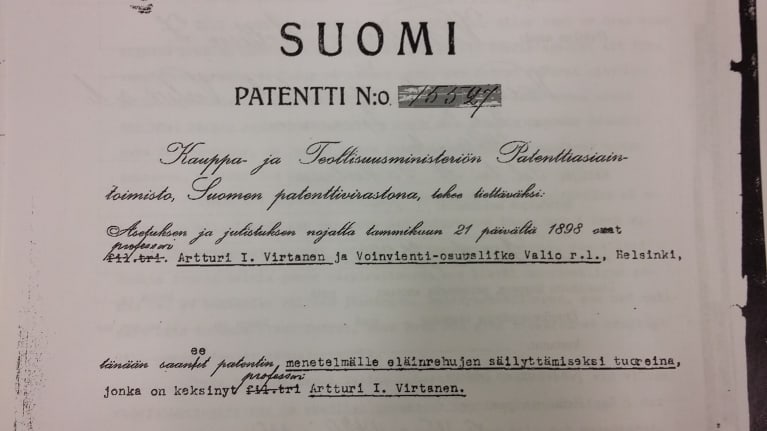 SUOMI
PATENTTI N:o 15527
Kauppa- ja Teollisuusministeriön Patenttiasiain-
toimisto, Suomen patenttivirastona, tekee tiettäväksi:
Asetuksen ja julistuksen nojalla tammikuun 21 päivältä 1898 ovat
professori
fil.tri. Artturi I. Virtanen ja Voinvienti-osuusliike Valio r.l., Helsinki,
ee
tänään saanet patentin, menetelmälle eläinrehujen säilyttämiseksi tuoreina,
professori
jonka on keksinyt fil.tri Artturi I. Virtanen.